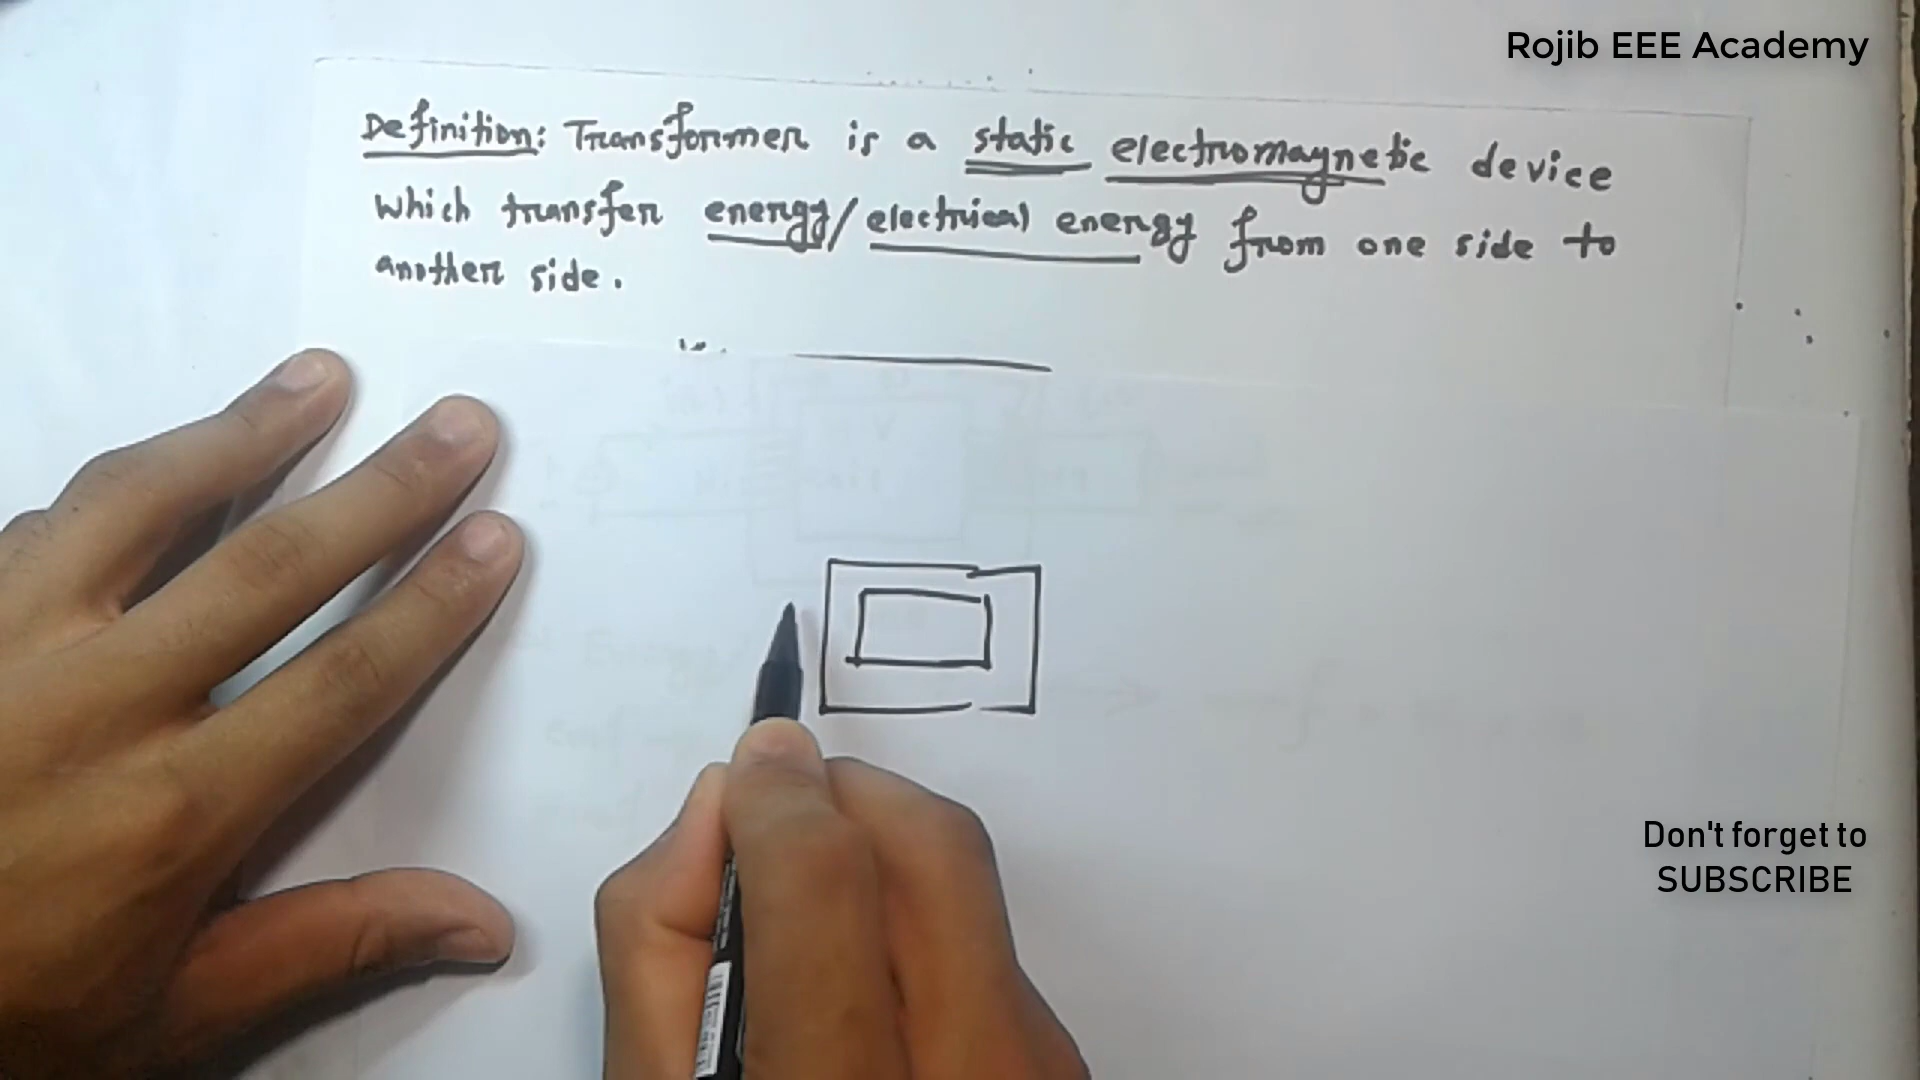 Rojib EEE Academy
Definition: Transformer is a static electromagnetic device
which transfer energy/electrical energy from one side to
another side.
Don't forget to
SUBSCRIBE